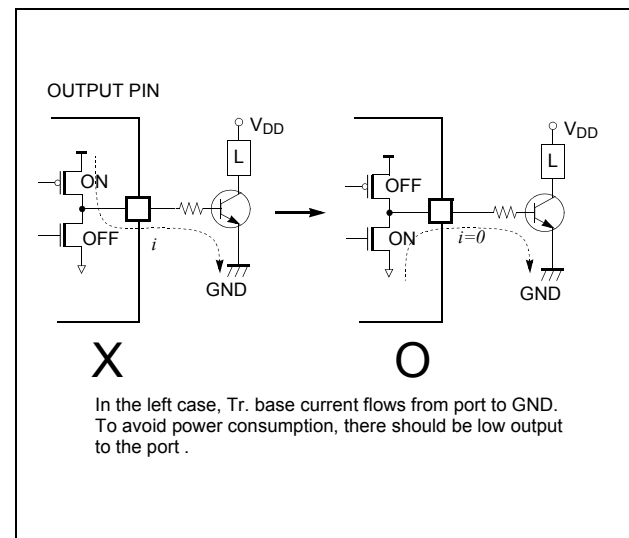 OUTPUT PIN
ON
OFF
i
VDD
L
GND
OFF
ON
i=0
VDD
L
GND
X
O
In the left case, Tr. base current flows from port to GND.
To avoid power consumption, there should be low output
to the port .